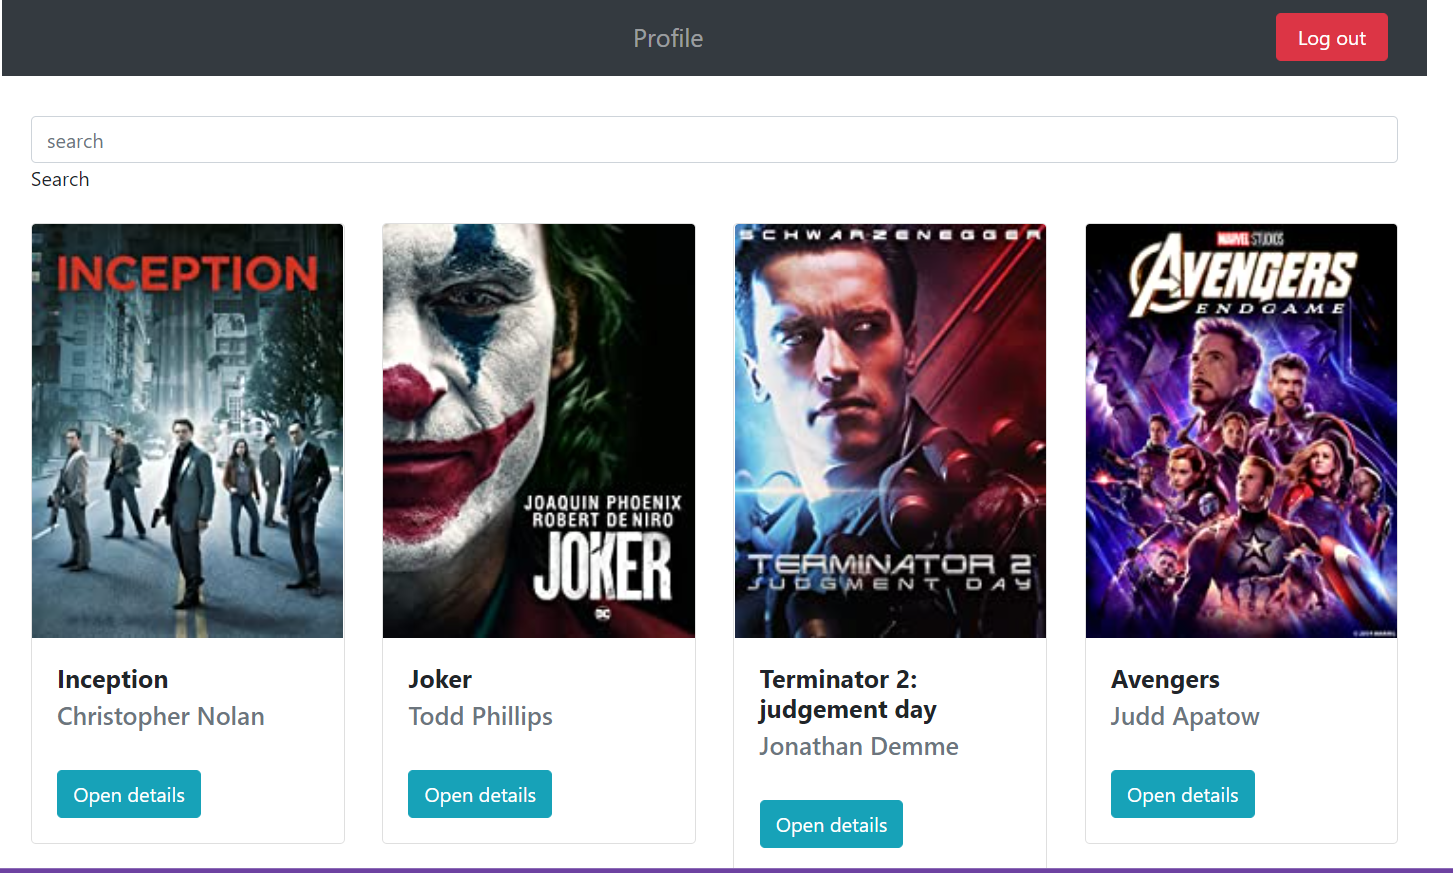 Profile
Log out
search
Search
INCEPTION
JOAQUIN PHOENIX
ROBERT DE NIRO
JOKER
DC
SCHWARZENEGGER
TERMINATOR 2
JUDGMENT DAY
MARVEL STUDIOS
AVENGERS
ENDGAME
Inception
Christopher Nolan
Open details
Joker
Todd Phillips
Open details
Terminator 2:
judgement day
Jonathan Demme
Open details
Avengers
Judd Apatow
Open details